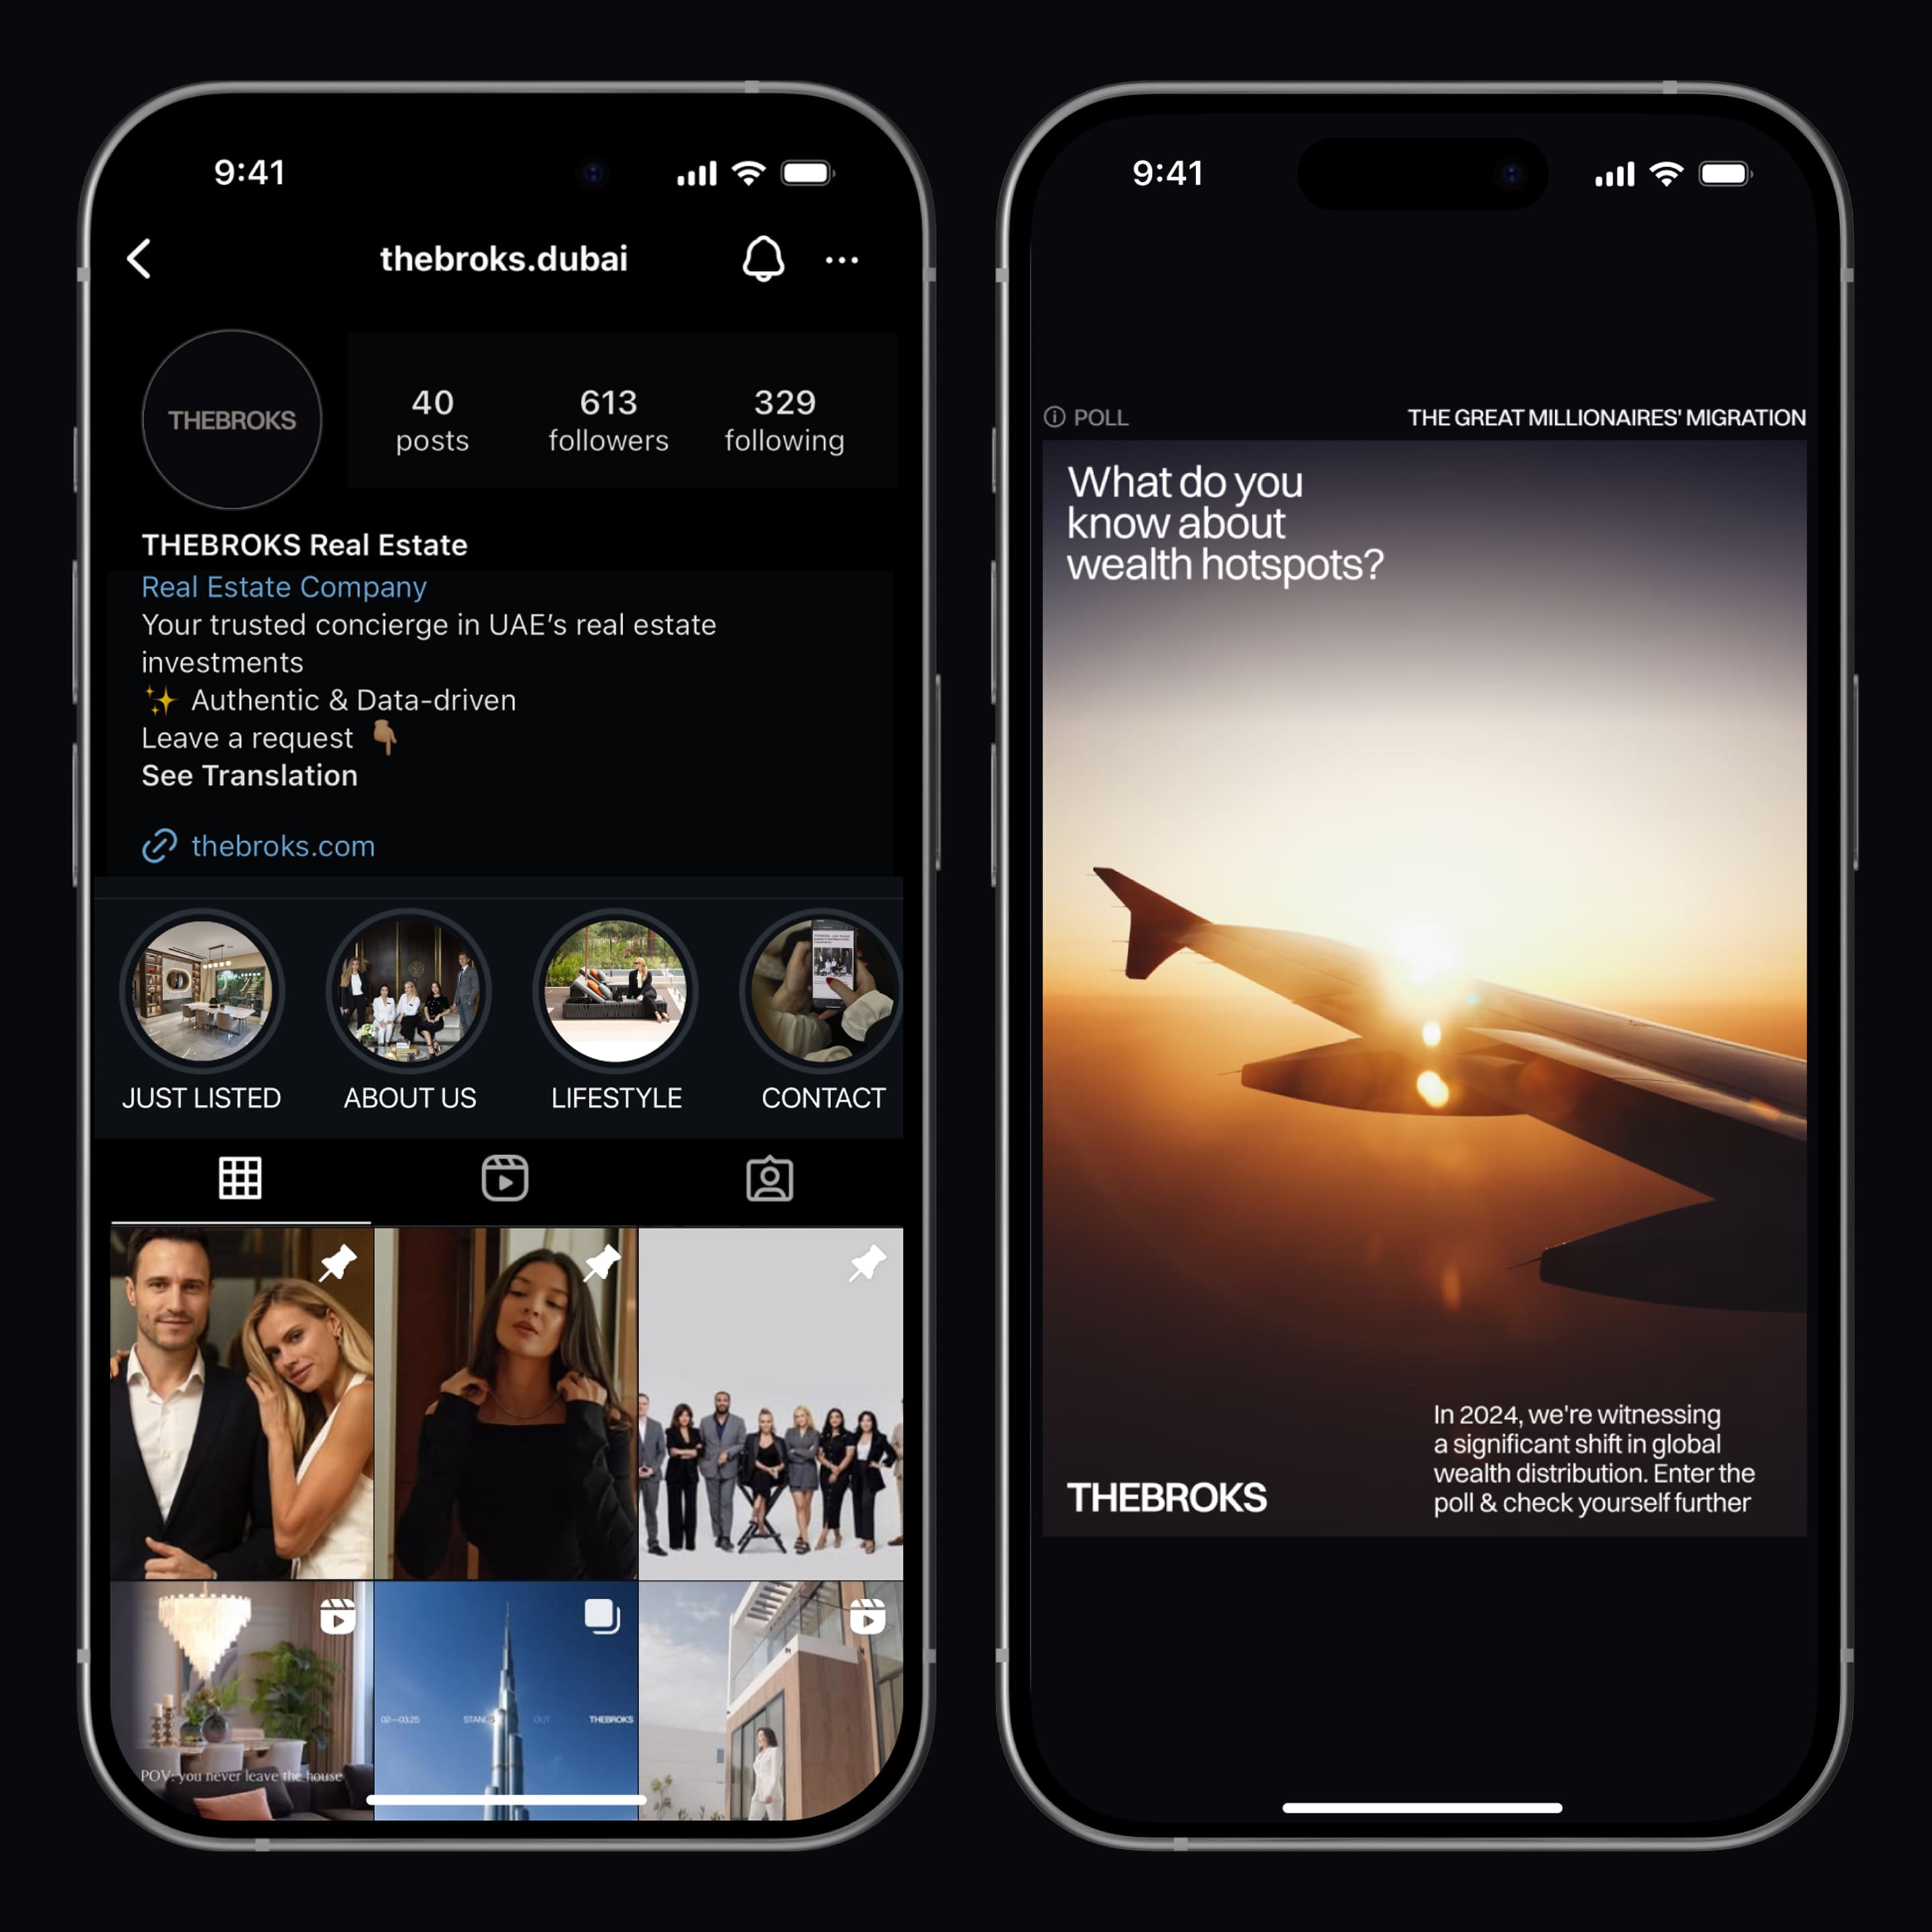 9:41
thebroks.dubai
THEBROKS
40
posts
613
followers
329
following
THEBROKS Real Estate
Real Estate Company
Your trusted concierge in UAE’s real estate
investments
✨ Authentic & Data-driven
Leave a request 👇🏽
See Translation
thebroks.com
JUST LISTED
ABOUT US
LIFESTYLE
CONTACT
POV: you never leave the house
02—03.25
OUT
THEBROKS
9:41
POLL
THE GREAT MILLIONAIRES' MIGRATION
What do you
know about
wealth hotspots?
THEBROKS
In 2024, we're witnessing
a significant shift in global
wealth distribution. Enter the
poll & check yourself further